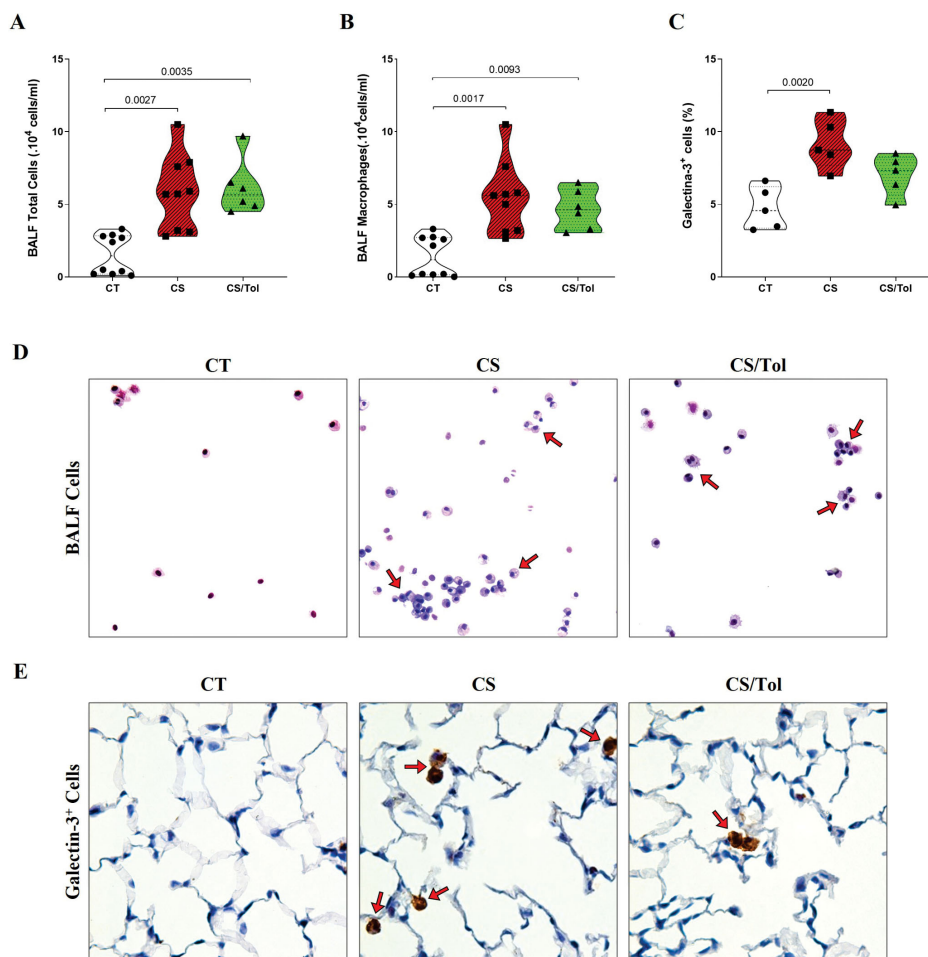 A
B
C
BALF Total Cells (.10⁴ cells/ml)
15
10
5
0
0.0035
0.0027
CT
CS
CS/Tol
BALF Macrophages(.10⁴cells/ml)
15
10
5
0
0.0093
0.0017
CT
CS
CS/Tol
Galectina-3⁺ cells (%)
15
10
5
0
0.0020
CT
CS
CS/Tol
D
CT
CS
CS/Tol
BALF Cells
E
CT
CS
CS/Tol
Galectin-3⁺ Cells